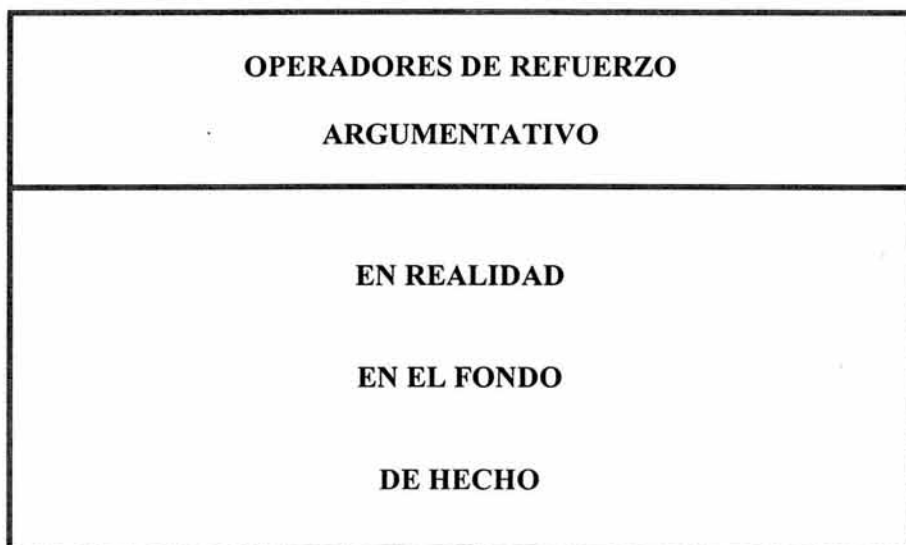 OPERADORES DE REFUERZO
ARGUMENTATIVO
EN REALIDAD
EN EL FONDO
DE HECHO